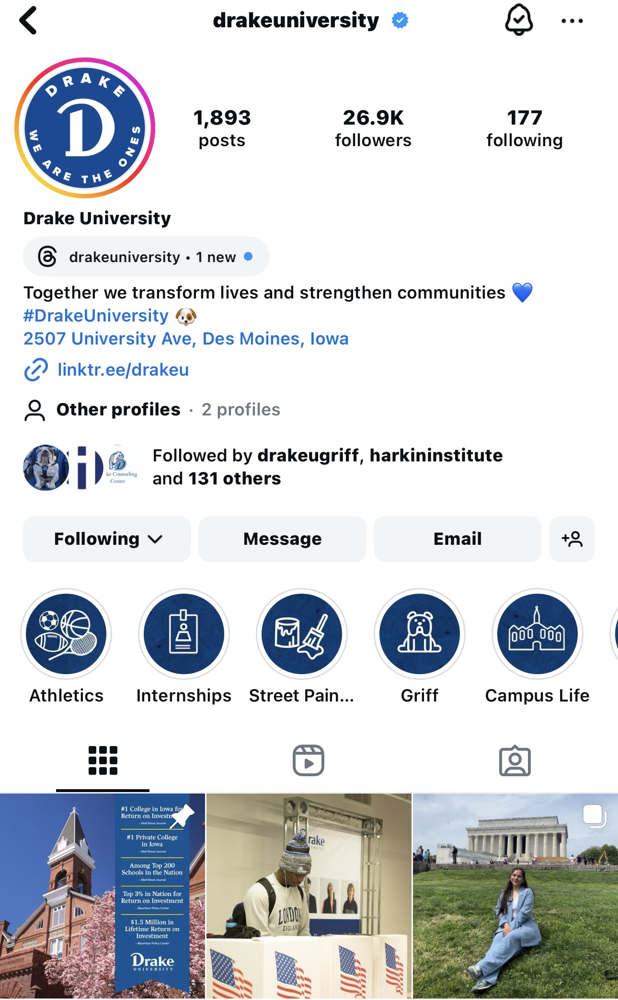 drakeuniversity
DRAKE
D
WE ARE THE ONES
1,893
posts
26.9K
followers
177
following
Drake University
drakeuniversity • 1 new
Together we transform lives and strengthen communities 💙
#DrakeUniversity 🐶
2507 University Ave, Des Moines, Iowa
linktr.ee/drakeu
Other profiles · 2 profiles
ke Counseling
Center
Followed by drakeugriff, harkininstitute
and 131 others
Following
Message
Email
Athletics
Internships
Street Pain...
Griff
Campus Life
#1 College in Iowa for
Return on Investm
– Wall Street Journal
#1 Private College
in Iowa
– Wall Street Journal
Among Top 200
Schools in the Nation
– Wall Street Journal
Top 3% in Nation for
Return on Investment
– Bipartisan Policy Center
$1.5 Million in
Lifetime Return on
Investment
– Bipartisan Policy Center
Drake
UNIVERSITY
rake
ERSITY
LONDON
ENGLAND